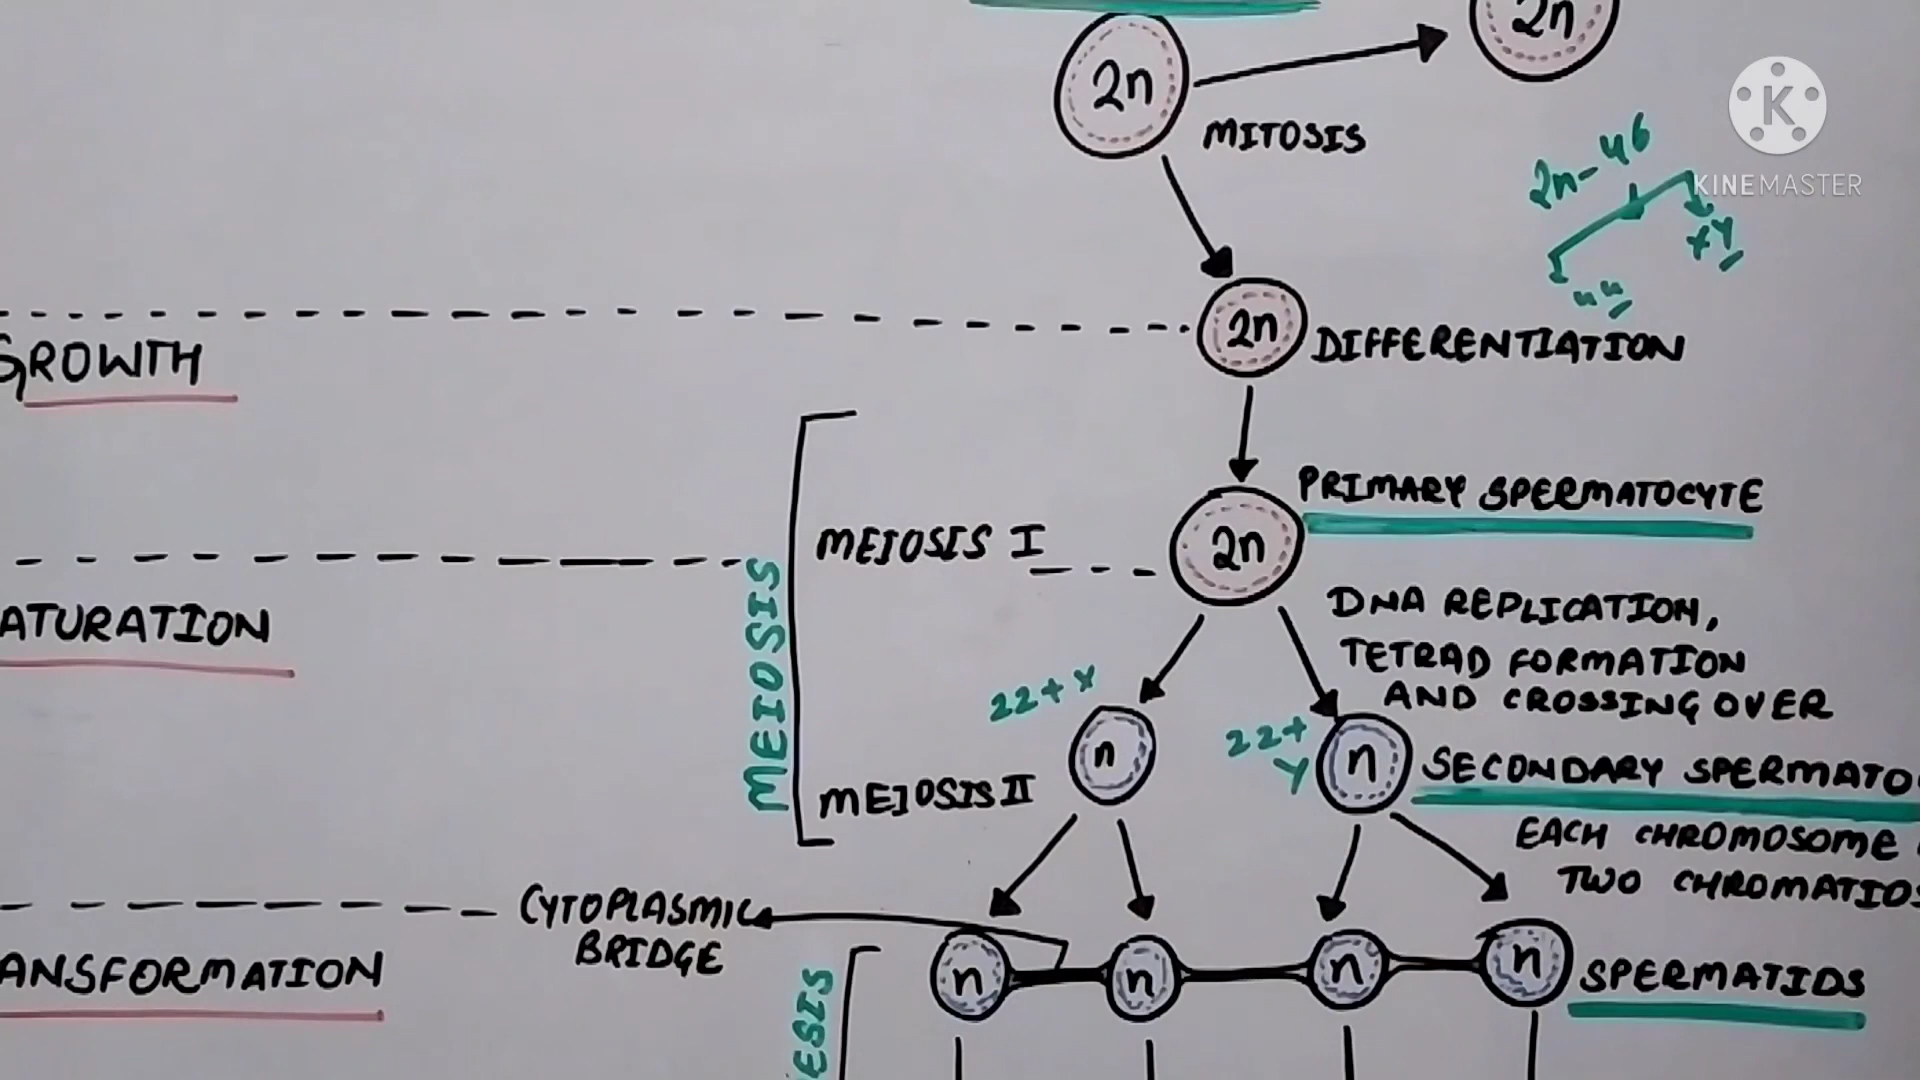 2n
2n
MITOSIS
2n-46
XY
44
KINEMASTER
K
2n
DIFFERENTIATION
GROWTH
PRIMARY SPERMATOCYTE
MEIOSIS I
2n
DNA REPLICATION,
TETRAD FORMATION
AND CROSSING OVER
ATURATION
MEIOSIS
22+X
n
22+
Y
n
SECONDARY SPERMATO
MEIOSIS II
EACH CHROMOSOME
TWO CHROMATIDS
CYTOPLASMIC
BRIDGE
n
n
n
n
SPERMATIDS
ANSFORMATION
ESIS